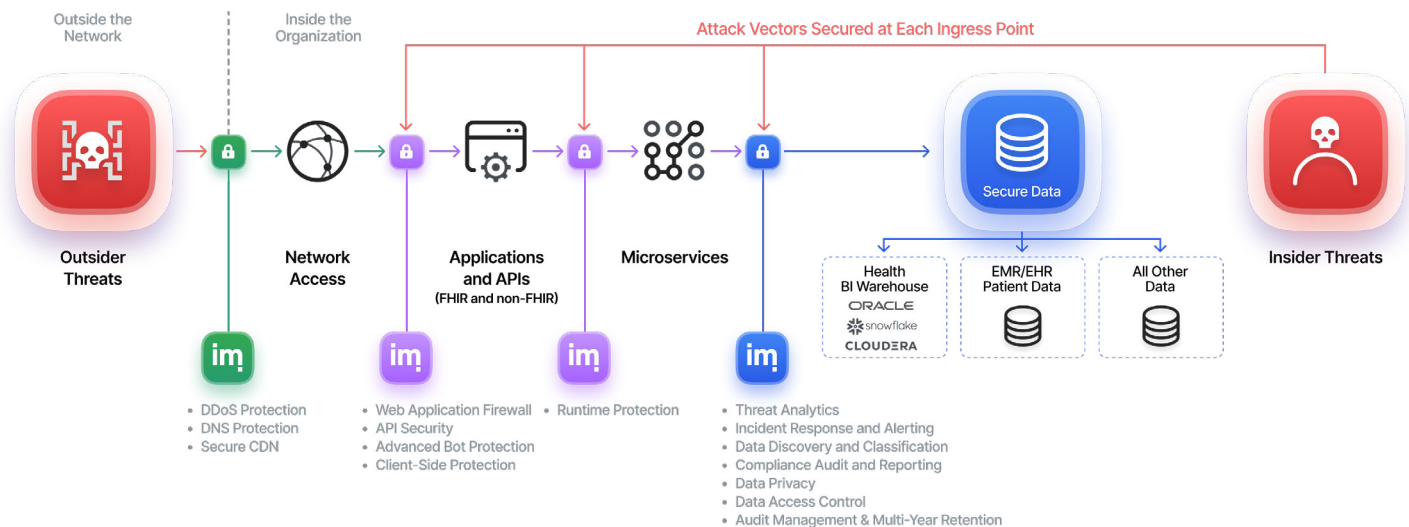 Outside the
Network
Inside the
Organization
Attack Vectors Secured at Each Ingress Point
Secure Data
Outsider
Threats
Network
Access
Applications
and APIs
(FHIR and non-FHIR)
Microservices
Insider Threats
Health
BI Warehouse
ORACLE
snowflake
CLOUDERA
EMR/EHR
Patient Data
All Other
Data
im
im
im
im
• DDoS Protection
• DNS Protection
• Secure CDN
• Web Application Firewall
• API Security
• Advanced Bot Protection
• Client-Side Protection
• Runtime Protection
• Threat Analytics
• Incident Response and Alerting
• Data Discovery and Classification
• Compliance Audit and Reporting
• Data Privacy
• Data Access Control
• Audit Management & Multi-Year Retention